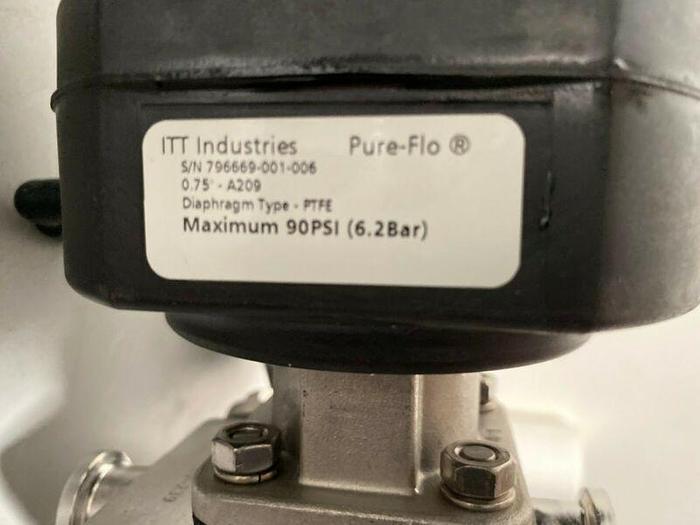 ITT Industries Pure-Flo ®
S/N 796669-001-006
0.75" - A209
Diaphragm Type - PTFE
Maximum 90PSI (6.2Bar)